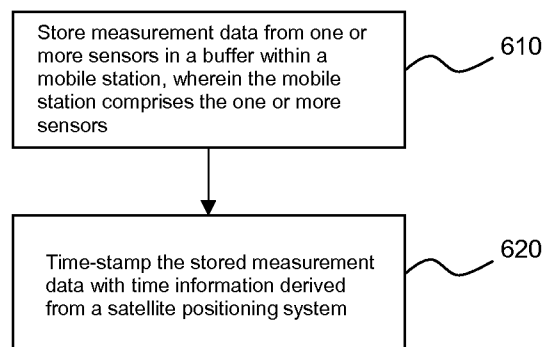 Store measurement data from one or
more sensors in a buffer within a
mobile station, wherein the mobile
station comprises the one or more
sensors
610
Time-stamp the stored measurement
data with time information derived
from a satellite positioning system
620